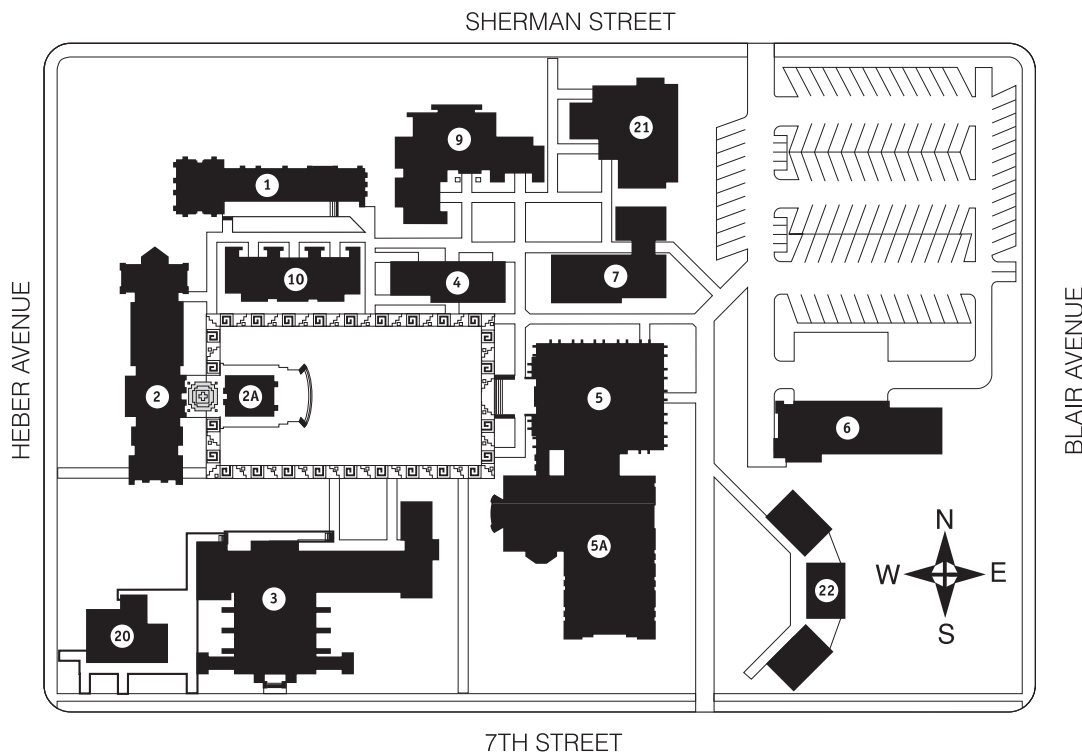 SHERMAN STREET
21
9
1
10
4
7
2
2A
5
6
HEBER AVENUE
BLAIR AVENUE
5A
N
W E
S
22
3
20
7TH STREET